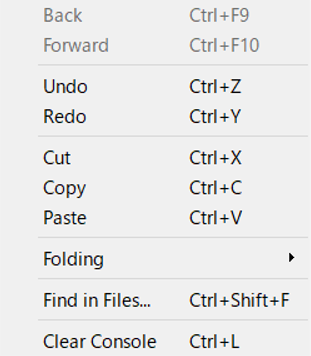 Back Ctrl+F9
Forward Ctrl+F10
Undo Ctrl+Z
Redo Ctrl+Y
Cut Ctrl+X
Copy Ctrl+C
Paste Ctrl+V
Folding
Find in Files... Ctrl+Shift+F
Clear Console Ctrl+L